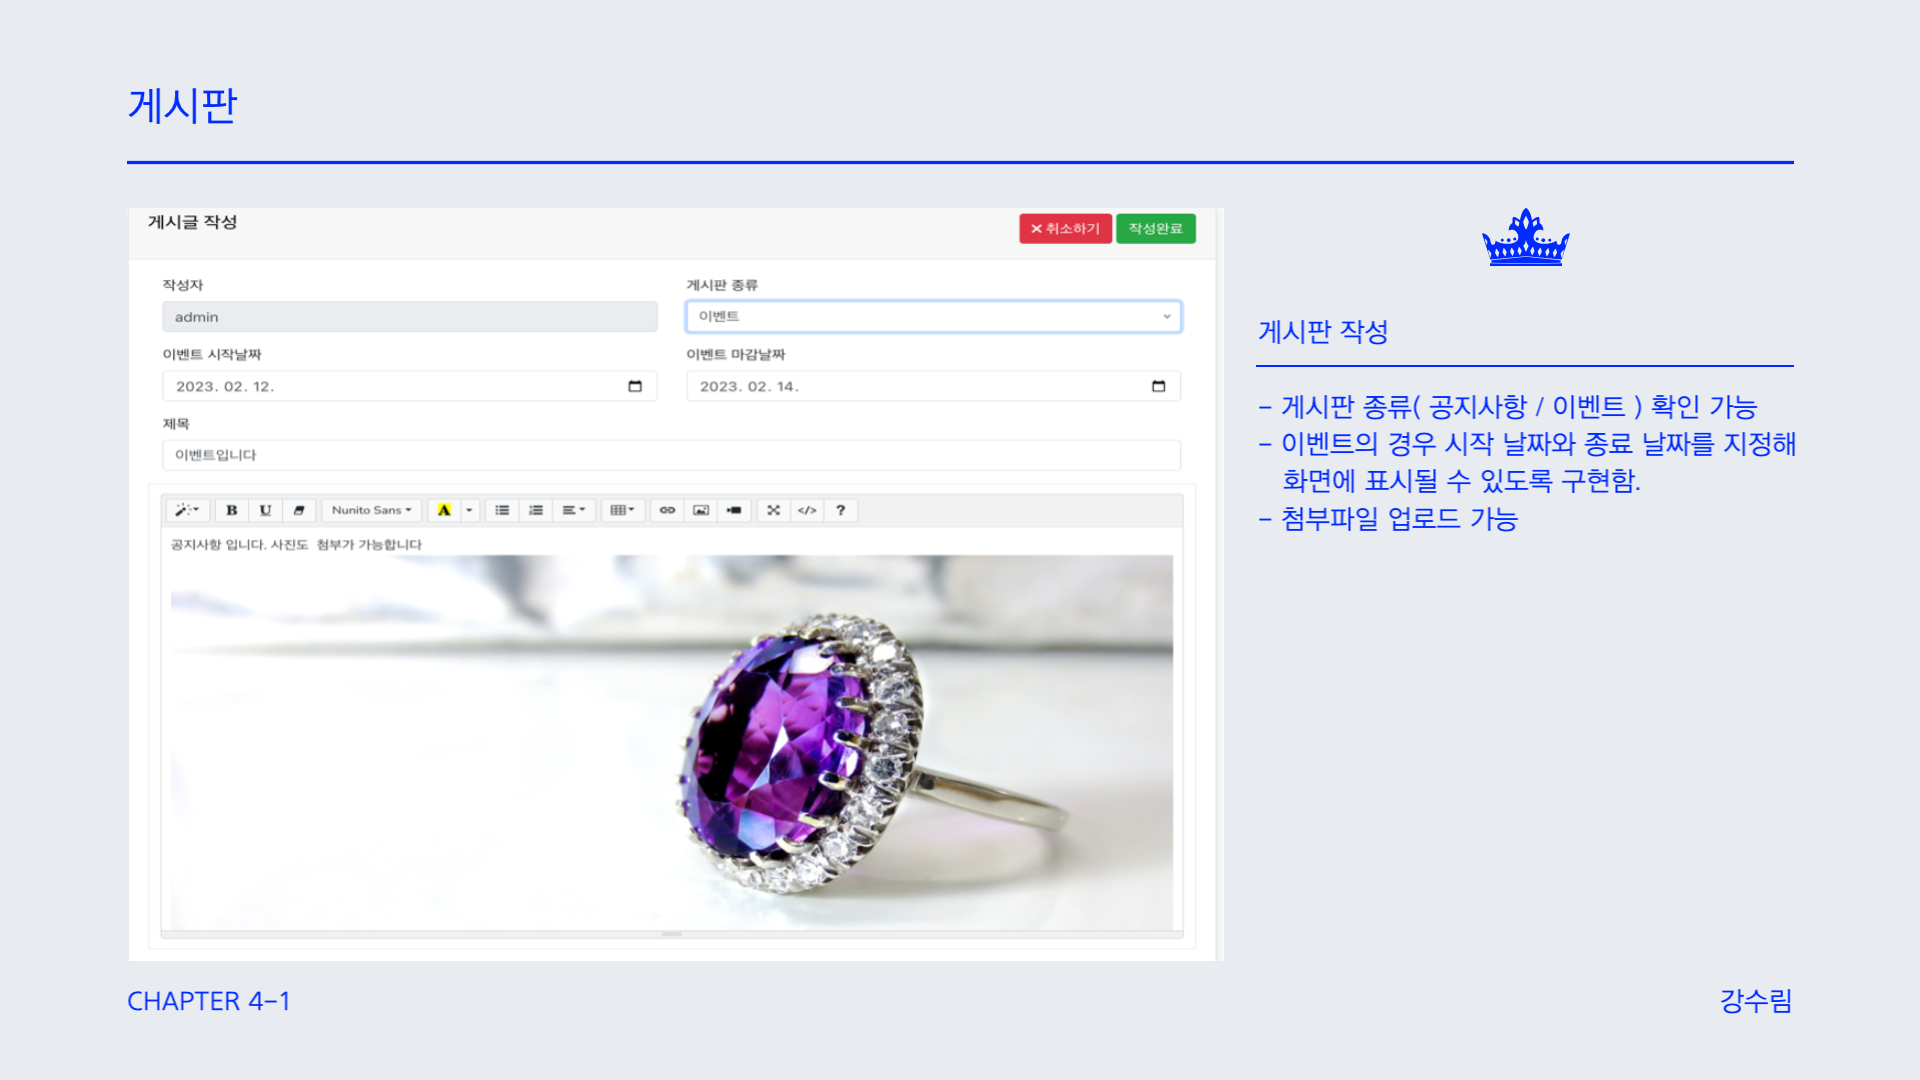 게시판
게시글 작성
취소하기
작성완료
작성자
게시판 종류
admin
이벤트
이벤트 시작날짜
이벤트 마감날짜
2023. 02. 12.
2023. 02. 14.
제목
이벤트입니다
B U Nunito Sans A </> ?
공지사항 입니다. 사진도 첨부가 가능합니다
게시판 작성
- 게시판 종류( 공지사항 / 이벤트 ) 확인 가능
- 이벤트의 경우 시작 날짜와 종료 날짜를 지정해
화면에 표시될 수 있도록 구현함.
- 첨부파일 업로드 가능
CHAPTER 4-1
강수림